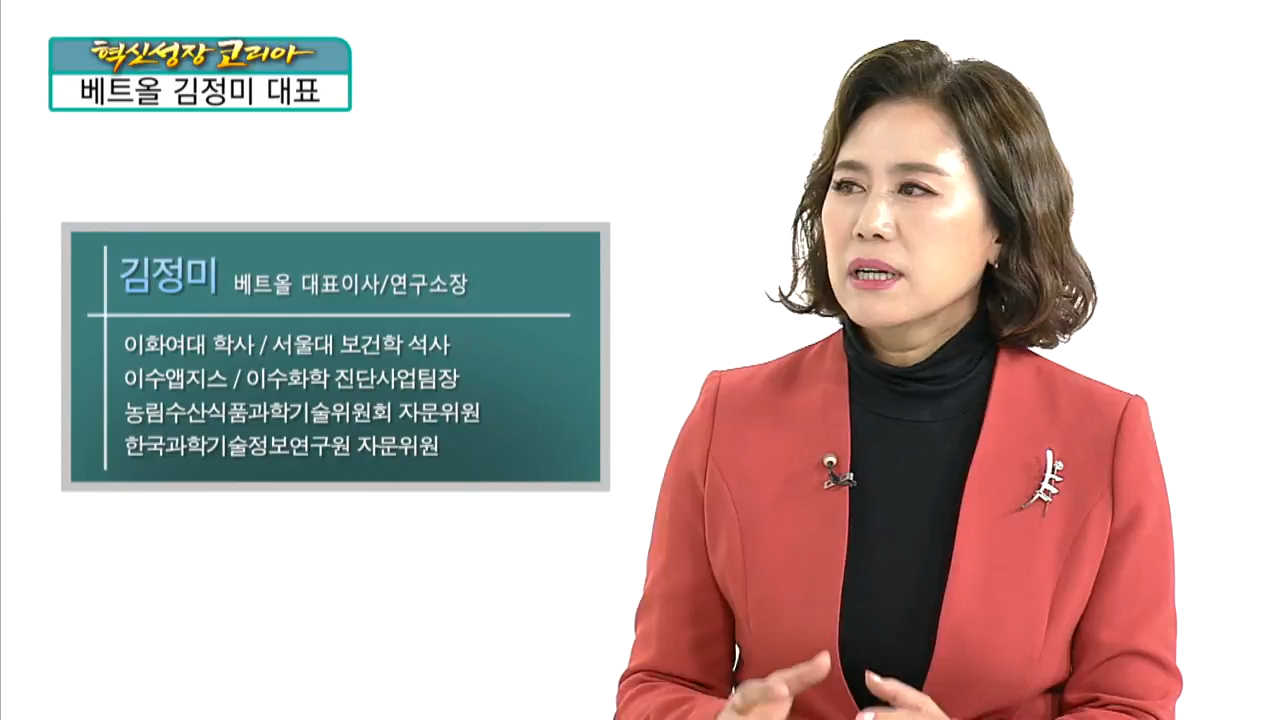 혁신성장 코리아
베트올 김정미 대표
김정미 베트올 대표이사/연구소장
이화여대 학사 / 서울대 보건학 석사
이수앱지스 / 이수화학 진단사업팀장
농림수산식품과학기술위원회 자문위원
한국과학기술정보연구원 자문위원